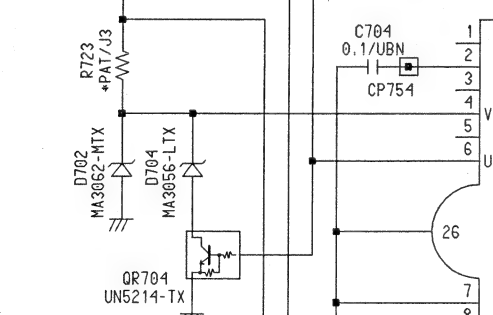 C704
0.1/UBN
CP754
R723
*PAT/J3
1
2
3
4
5
6
V
U
D702
MA3062-MTX
D704
MA3056-LTX
26
7
QR704
UN5214-TX